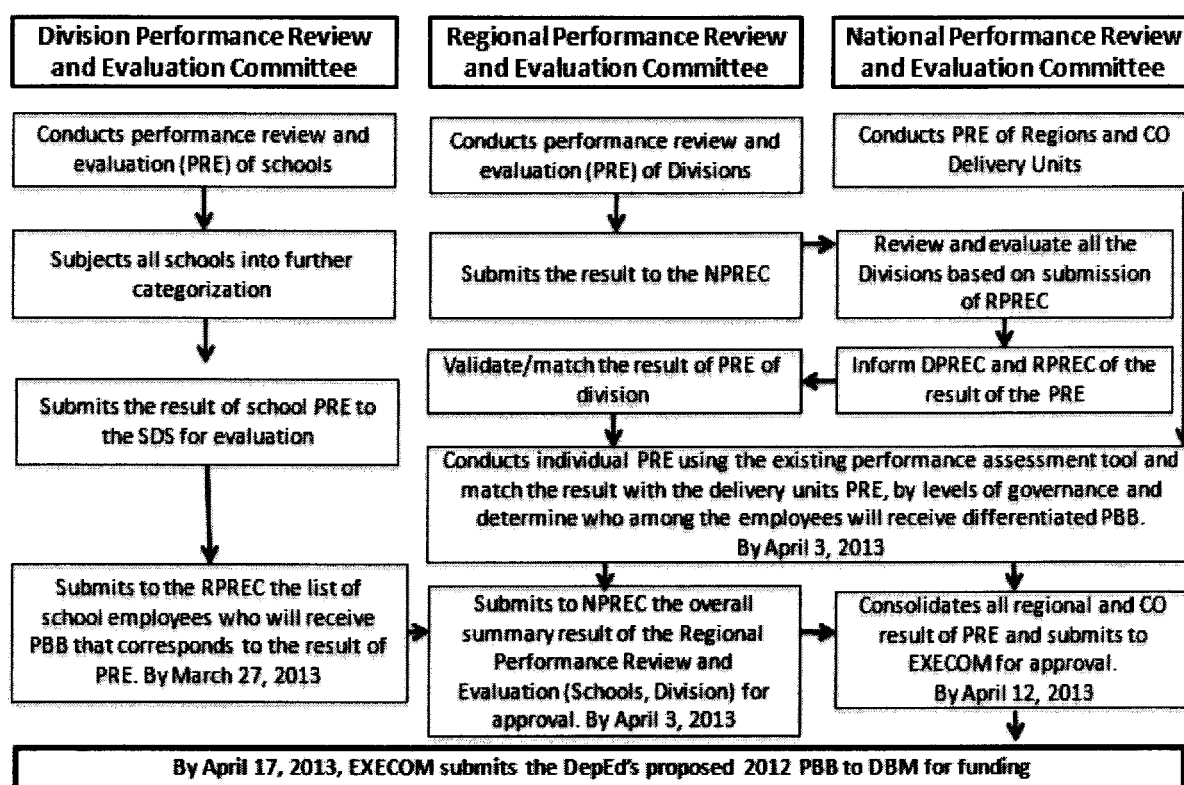 Division Performance Review
and Evaluation Committee
Conducts performance review and
evaluation (PRE) of schools
Subjects all schools into further
categorization
Submits the result of school PRE to
the SDS for evaluation
Submits to the RPREC the list of
school employees who will receive
PBB that corresponds to the result of
PRE. By March 27, 2013
Regional Performance Review
and Evaluation Committee
Conducts performance review and
evaluation (PRE) of Divisions
Submits the result to the NPREC
Validate/match the result of PRE of
division
National Performance Review
and Evaluation Committee
Conducts PRE of Regions and CO
Delivery Units
Review and evaluate all the
Divisions based on submission
of RPREC
Inform DPREC and RPREC of the
result of the PRE
Conducts individual PRE using the existing performance assessment tool and
match the result with the delivery units PRE, by levels of governance and
determine who among the employees will receive differentiated PBB.
By April 3, 2013
Submits to NPREC the overall
summary result of the Regional
Performance Review and
Evaluation (Schools, Division) for
approval. By April 3, 2013
Consolidates all regional and CO
result of PRE and submits to
EXECOM for approval.
By April 12, 2013
By April 17, 2013, EXECOM submits the DepEd's proposed 2012 PBB to DBM for funding